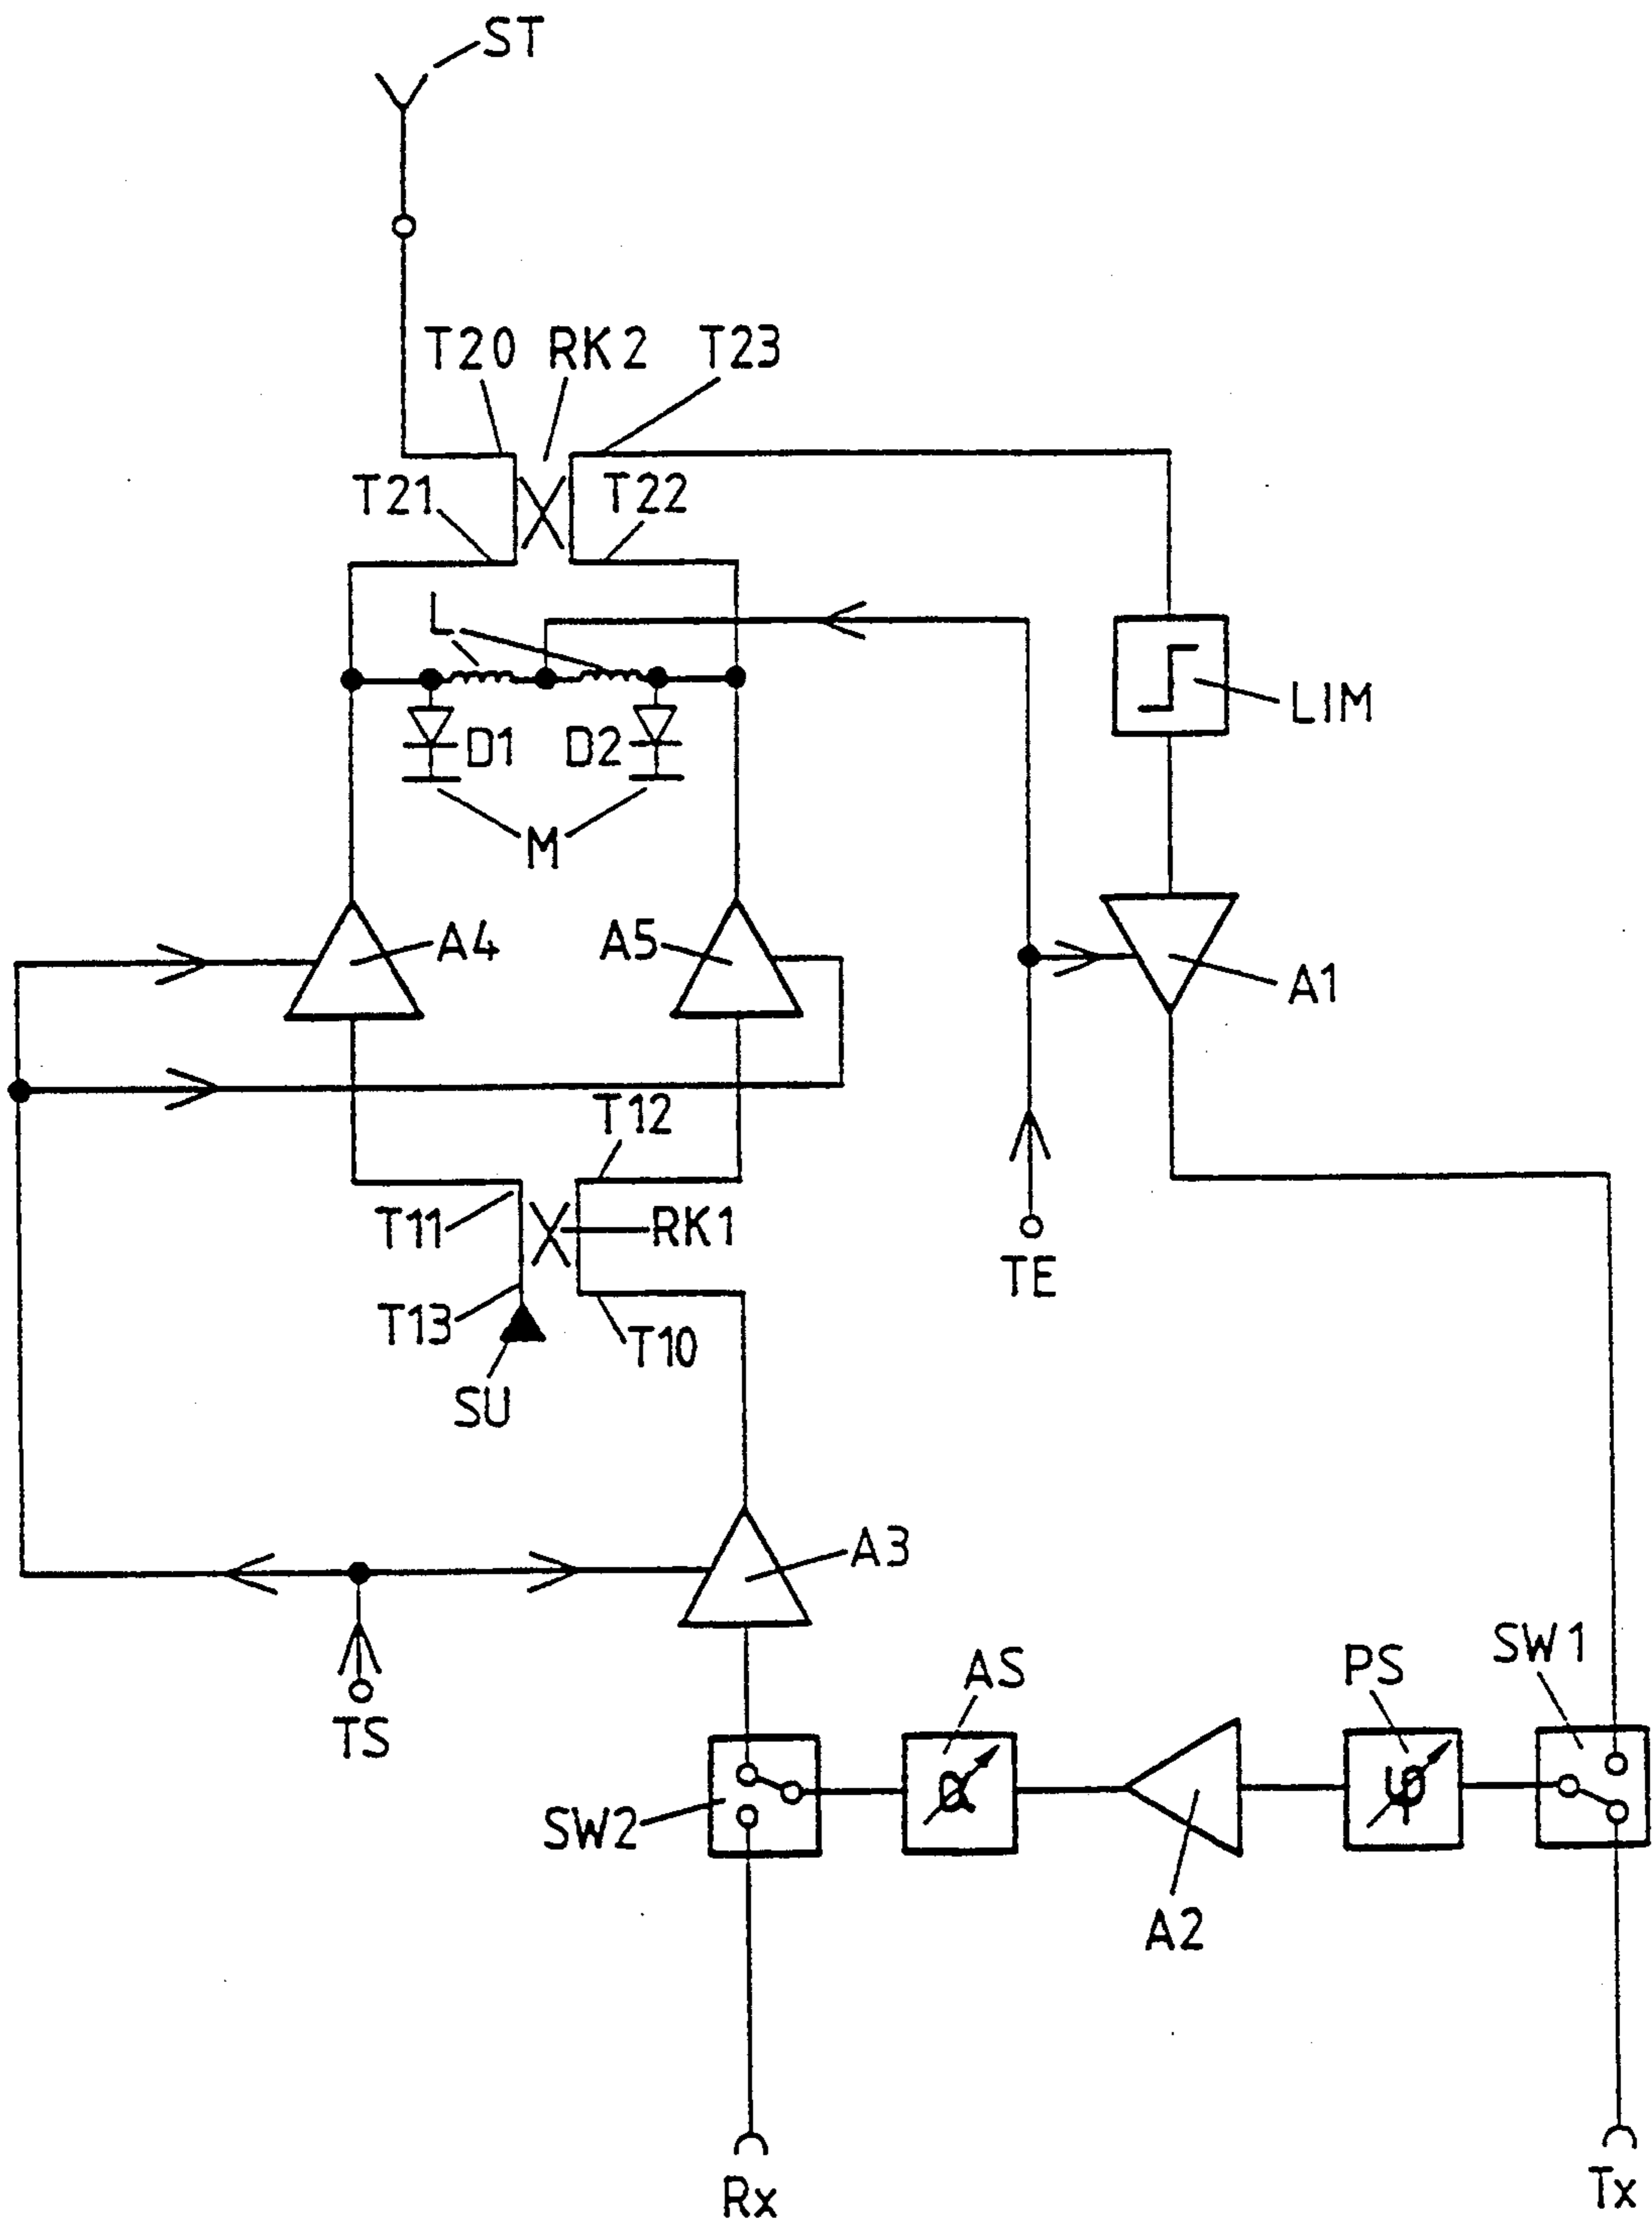 ST
T20 RK2 T23
T21 T22
L
LIM
D1 D2
M
A4 A5
A1
T12
T11 RK1
TE
T13 T10
SU
A3
SW1
PS
AS
TS
α φ
SW2
A2
Rx Tx